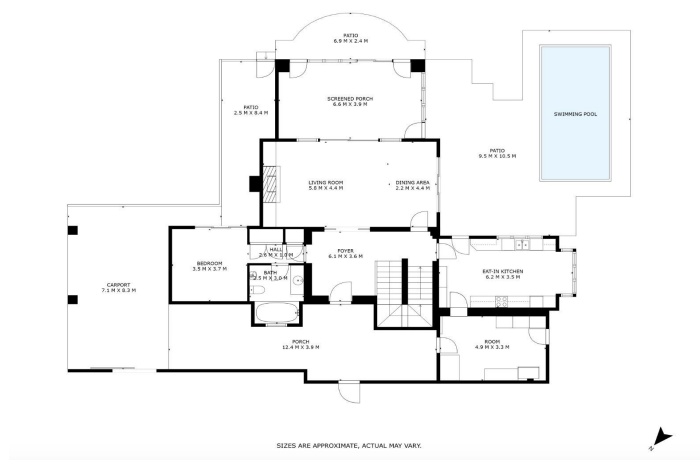 PATIO
6.9 M X 2.4 M
SCREENED PORCH
6.6 M X 3.9 M
PATIO
2.5 M X 8.4 M
SWIMMING POOL
PATIO
9.5 M X 10.5 M
LIVING ROOM
5.8 M X 4.4 M
DINING AREA
2.2 M X 4.4 M
HALL
FOYER
6.1 M X 3.6 M
BEDROOM
3.5 M X 3.7 M
BATH
EAT-IN KITCHEN
6.2 M X 3.5 M
CARPORT
7.1 M X 8.3 M
PORCH
12.4 M X 3.9 M
ROOM
4.9 M X 3.3 M
N
SIZES ARE APPROXIMATE, ACTUAL MAY VARY.